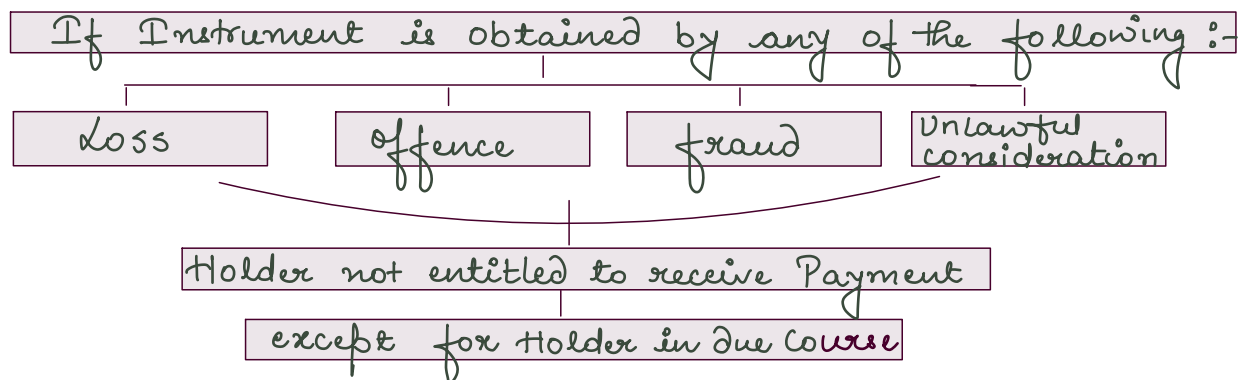 If Instrument is obtained by any of the following :-
Loss
offence
fraud
Unlawful
consideration
Holder not entitled to receive Payment
except for Holder in due Course